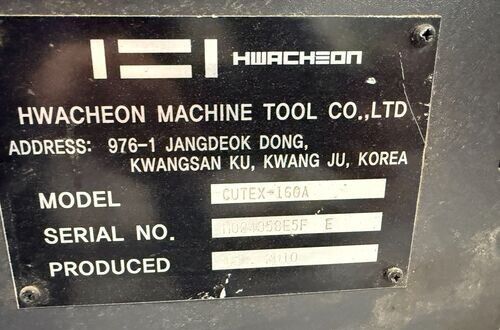 HWACHEON
HWACHEON MACHINE TOOL CO.,LTD
ADDRESS: 976-1 JANGDEOK DONG,
KWANGSAN KU, KWANG JU, KOREA
MODEL CUTEX-160A
SERIAL NO. E
PRODUCED 2010